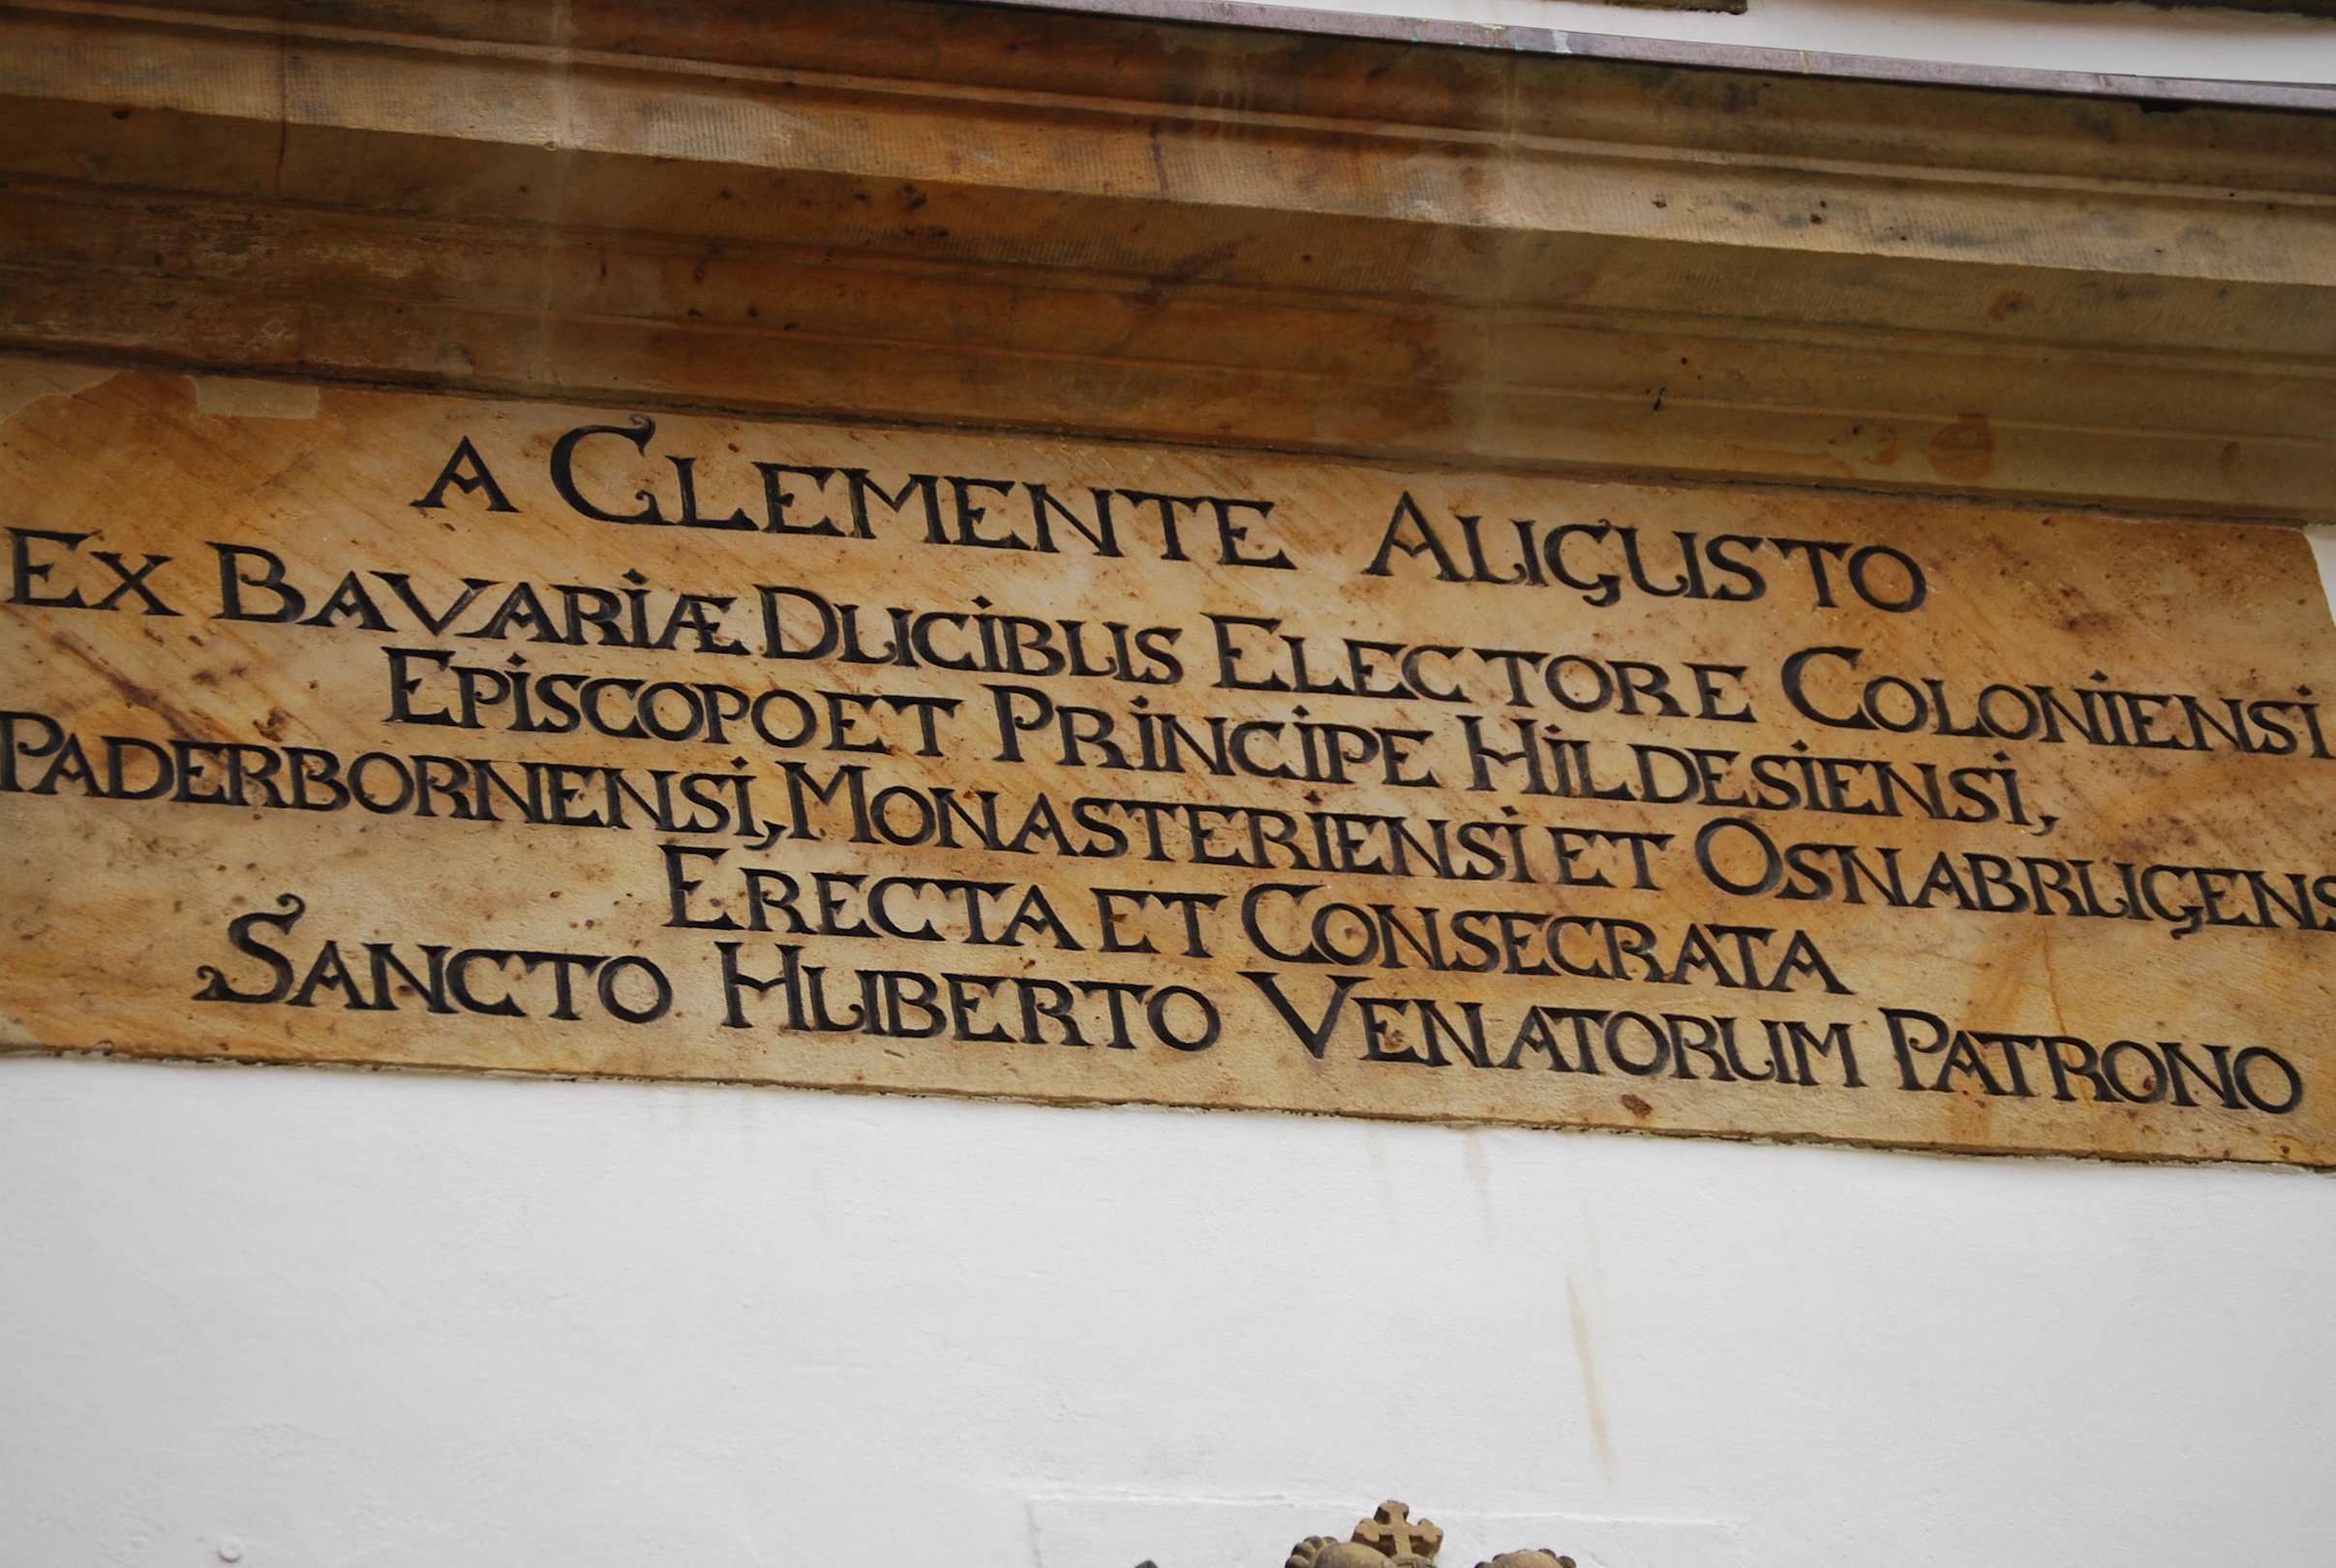 A CLEMENTE AUGUSTO
EX BAVARIÆ DUCIBUS ELECTORE COLONIENSI
EPISCOPO ET PRINCIPE HILDESIENSI,
PADERBORNENSI, MONASTERIENSI ET OSNABRUGENS
ERECTA ET CONSECRATA
SANCTO HUBERTO VENATORUM PATRONO